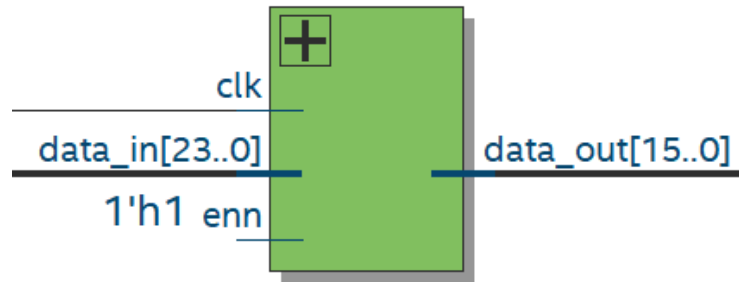 clk
data_in[23..0]
data_out[15..0]
1'h1 enn